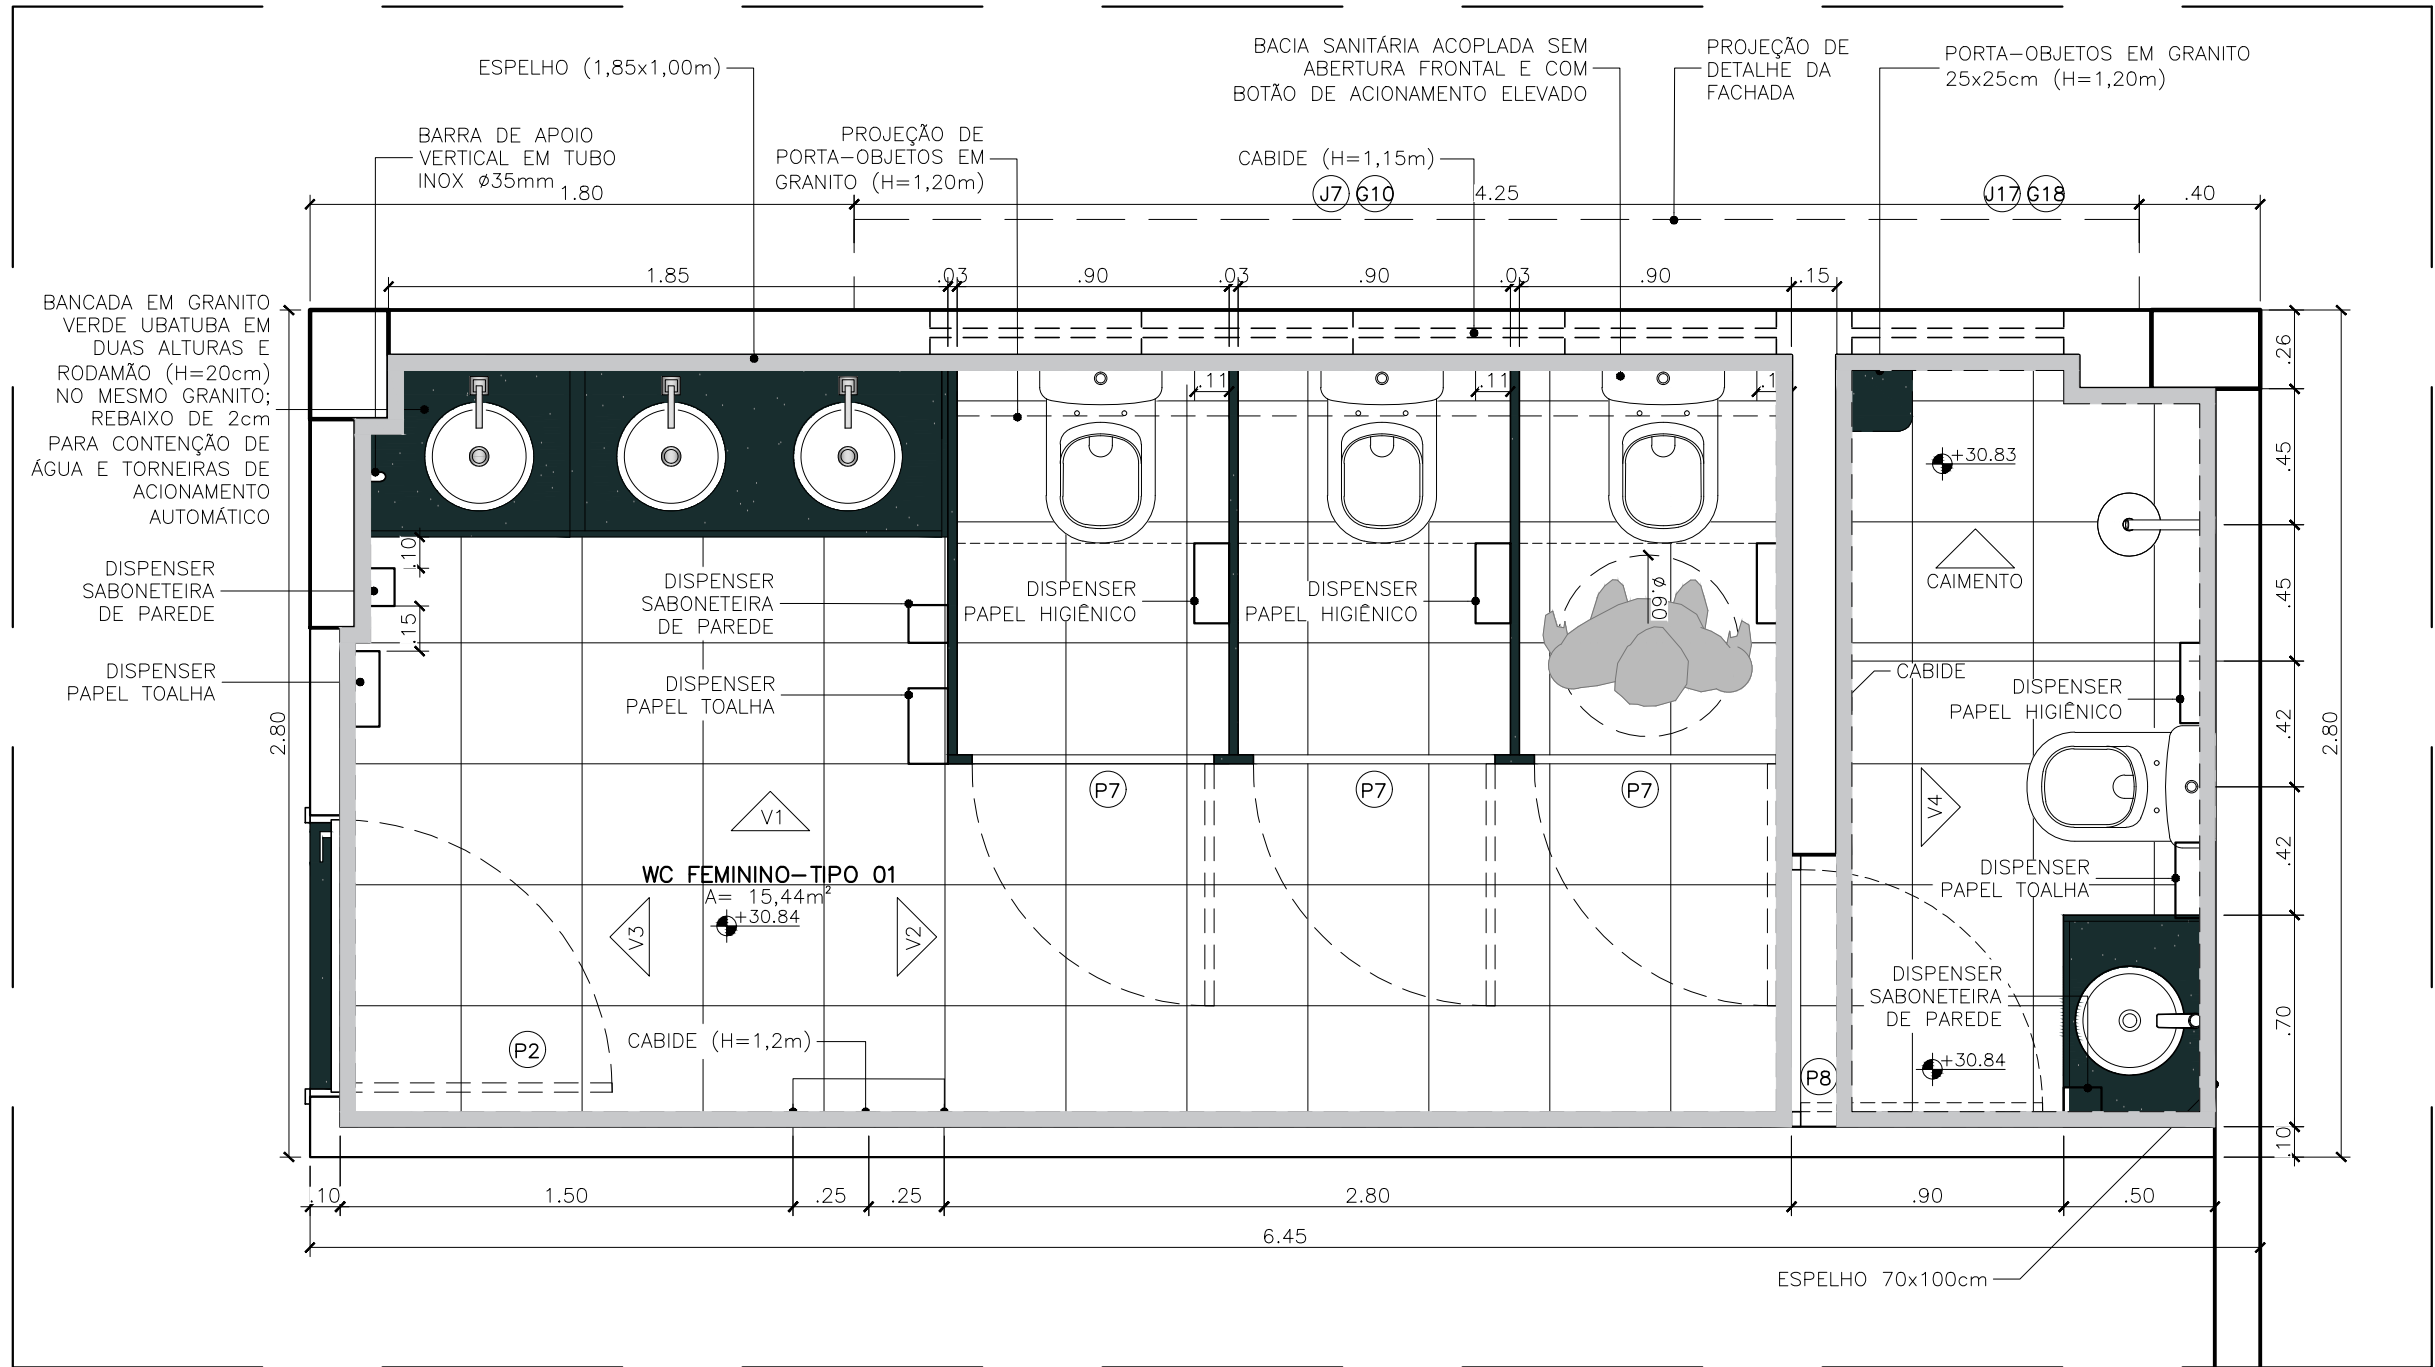 ESPELHO (1,85x1,00m)
BACIA SANITÁRIA ACOPLADA SEM
ABERTURA FRONTAL E COM
BOTÃO DE ACIONAMENTO ELEVADO
PROJEÇÃO DE
DETALHE DA
FACHADA
PORTA-OBJETOS EM GRANITO
25x25cm (H=1,20m)
BARRA DE APOIO
VERTICAL EM TUBO
INOX ø35mm
PROJEÇÃO DE
PORTA-OBJETOS EM
GRANITO (H=1,20m)
CABIDE (H=1,15m)
1.80
J7 G10
4.25
J17 G18
.40
1.85
.03
.90
.03
.90
.03
.90
.15
BANCADA EM GRANITO
VERDE UBATUBA EM
DUAS ALTURAS E
RODAMÃO (H=20cm)
NO MESMO GRANITO;
REBAIXO DE 2cm
PARA CONTENÇÃO DE
ÁGUA E TORNEIRAS DE
ACIONAMENTO
AUTOMÁTICO
.11
.11
.26
.45
.45
.42
.42
.70
.10
2.80
2.80
+30.83
CAIMENTO
.10
.15
DISPENSER
SABONETEIRA
DE PAREDE
DISPENSER
PAPEL TOALHA
DISPENSER
SABONETEIRA
DE PAREDE
DISPENSER
PAPEL TOALHA
DISPENSER
PAPEL HIGIÊNICO
DISPENSER
PAPEL HIGIÊNICO
ø.60
CABIDE
DISPENSER
PAPEL HIGIÊNICO
P7
P7
P7
V1
V4
WC FEMININO-TIPO 01
A= 15,44m²
+30.84
V3
V2
DISPENSER
PAPEL TOALHA
DISPENSER
SABONETEIRA
DE PAREDE
+30.84
P2
CABIDE (H=1,2m)
P8
.10
1.50
.25
.25
2.80
.90
.50
6.45
ESPELHO 70x100cm